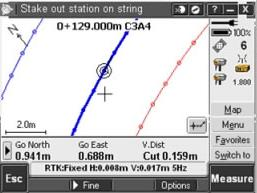 Stake out station on string
0+129.000m C3A4
N
100%
6
1.800
2.0m
Map
Menu
Favorites
Switch to
Go North
Go East
V.Dist
0.941m
0.688m
Cut 0.159m
RTK:Fixed H:0.008m V:0.017m 5Hz
Esc
Fine
Options
Measure